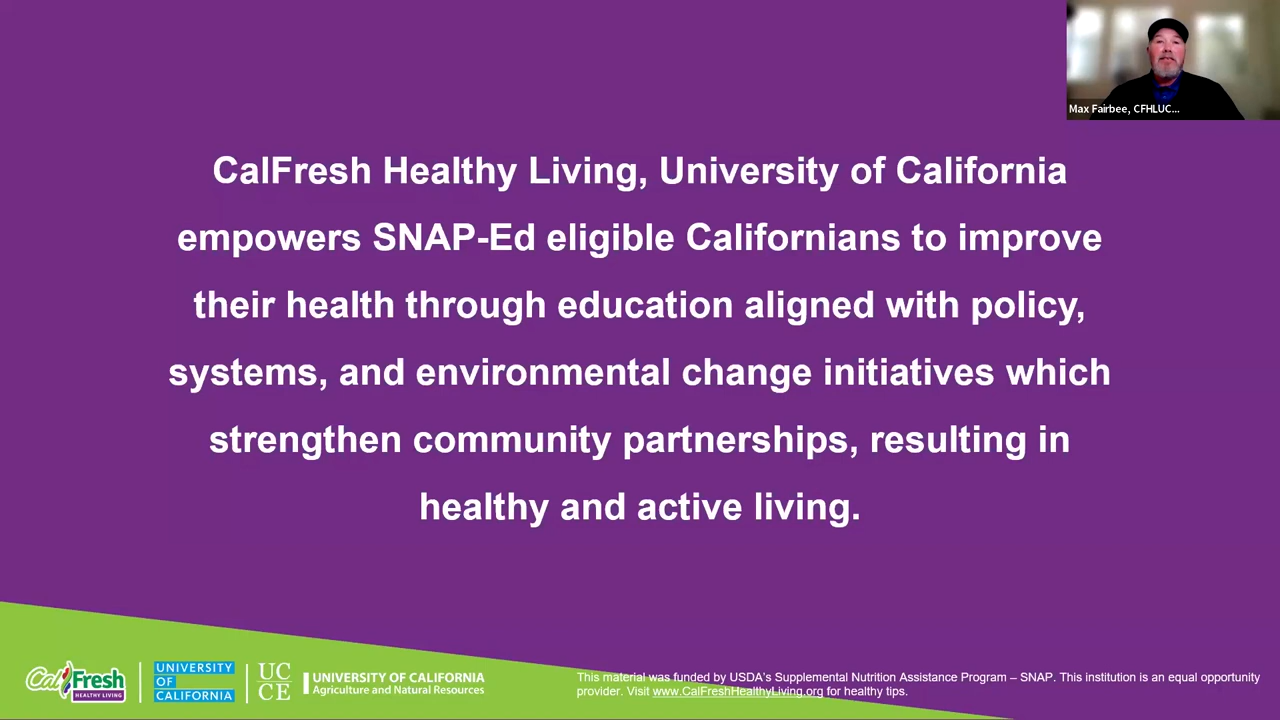 Max Fairbee, CFHLUC...
CalFresh Healthy Living, University of California
empowers SNAP-Ed eligible Californians to improve
their health through education aligned with policy,
systems, and environmental change initiatives which
strengthen community partnerships, resulting in
healthy and active living.
CalFresh
HEALTHY LIVING
UNIVERSITY
OF
CALIFORNIA
UC
CE
UNIVERSITY OF CALIFORNIA
Agriculture and Natural Resources
This material was funded by USDA's Supplemental Nutrition Assistance Program – SNAP. This institution is an equal opportunity
provider. Visit www.CalFreshHealthyLiving.org for healthy tips.